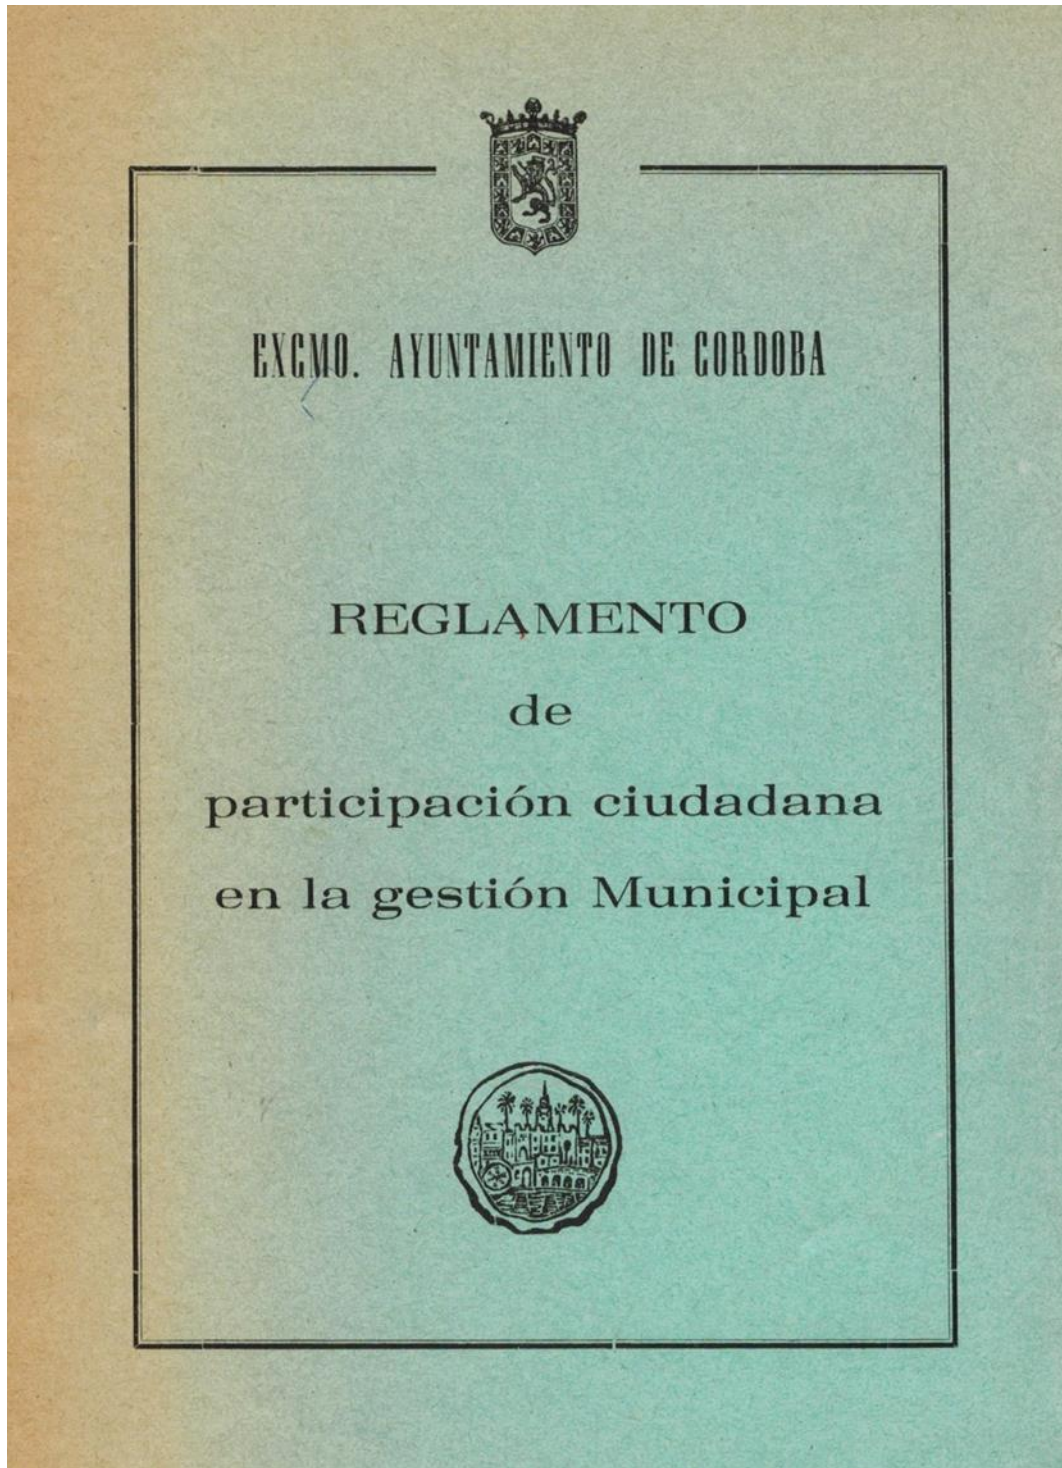 EXCMO. AYUNTAMIENTO DE CORDOBA
REGLAMENTO
de
participación ciudadana
en la gestión Municipal